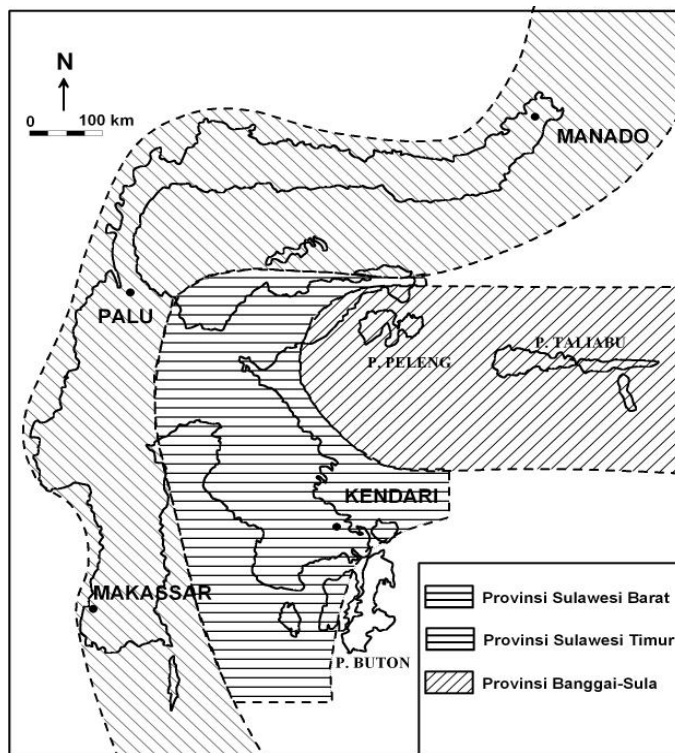 N
0 100 km
MANADO
PALU
P. TALIABU
P. PELENG
KENDARI
MAKASSAR
P. BUTON
Provinsi Sulawesi Barat
Provinsi Sulawesi Timur
Provinsi Banggai-Sula